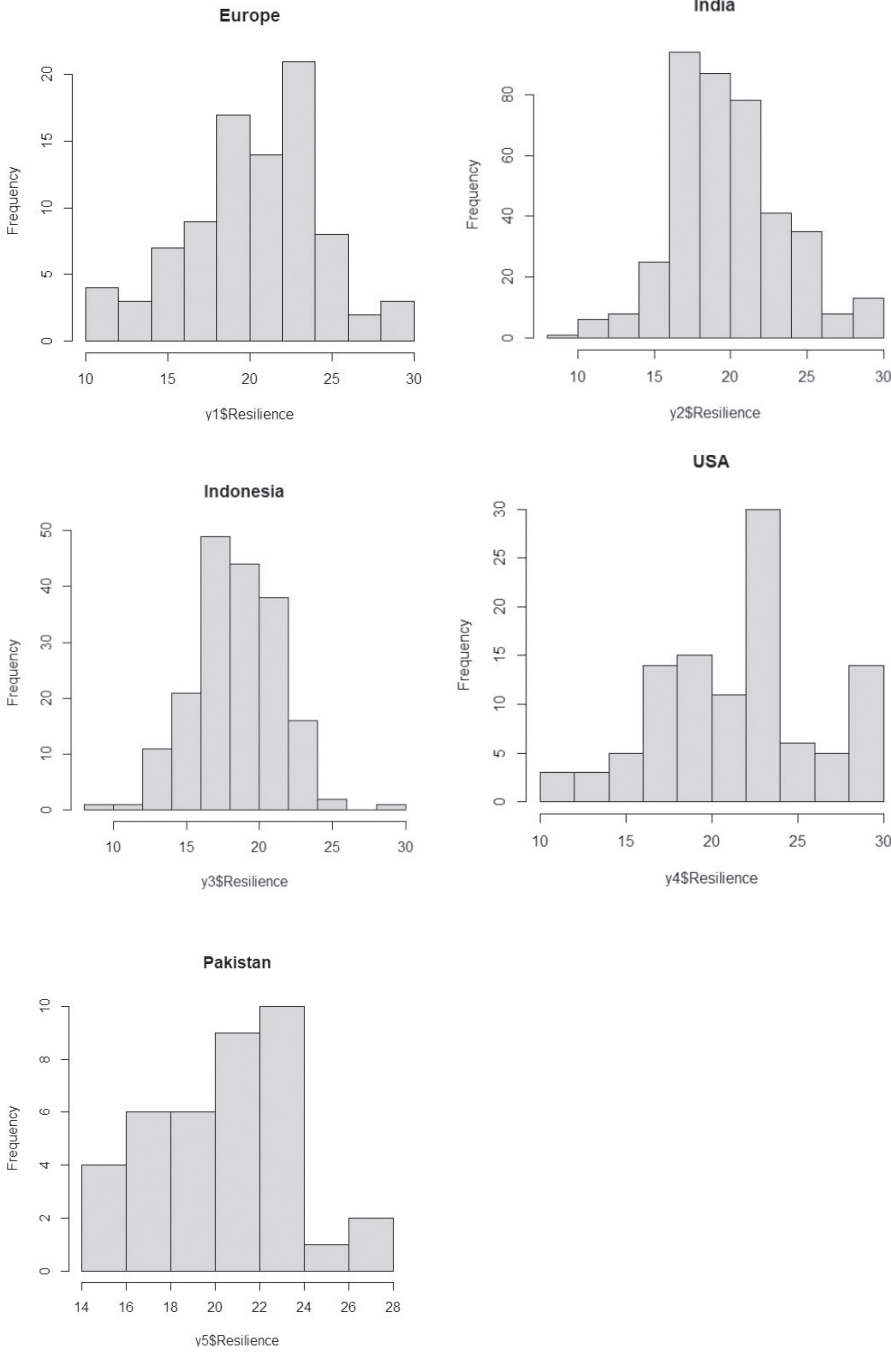 Europe
Frequency
20
15
10
5
0
10 15 20 25 30
y1$Resilience
India
Frequency
80
60
40
20
0
10 15 20 25 30
y2$Resilience
Indonesia
Frequency
50
40
30
20
10
0
10 15 20 25 30
y3$Resilience
USA
Frequency
30
25
20
15
10
5
0
10 15 20 25 30
y4$Resilience
Pakistan
Frequency
10
8
6
4
2
0
14 16 18 20 22 24 26 28
y5$Resilience